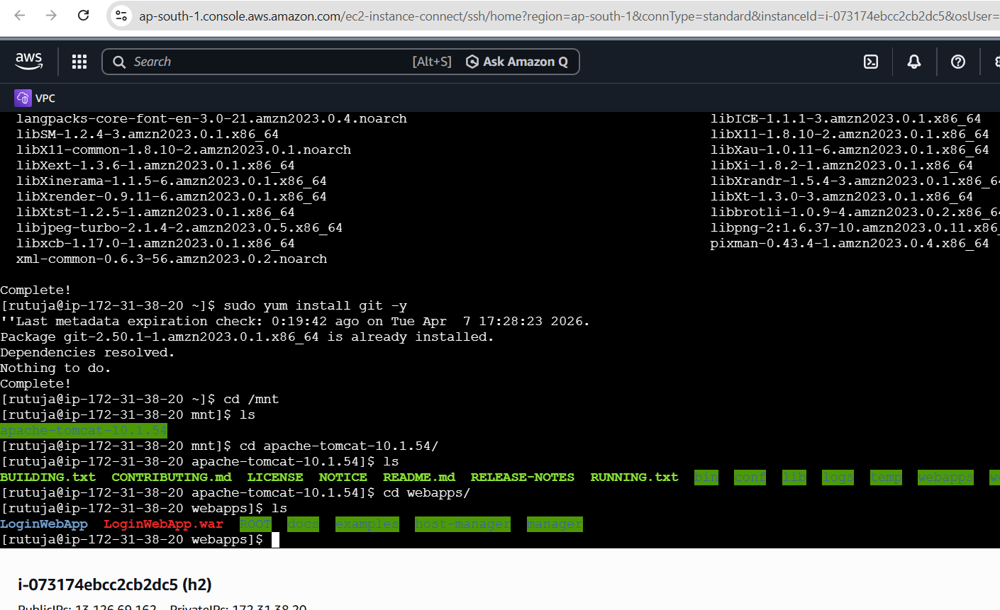 ap-south-1.console.aws.amazon.com/ec2-instance-connect/ssh/home?region=ap-south-1&connType=standard&instanceId=i-073174ebcc2cb2dc5&osUser=
aws Search [Alt+S] Ask Amazon Q
VPC
langpacks-core-font-en-3.0-21.amzn2023.0.4.noarch libICE-1.1.1-3.amzn2023.0.1.x86_64
libSM-1.2.4-3.amzn2023.0.1.x86_64 libX11-1.8.10-2.amzn2023.0.1.x86_64
libX11-common-1.8.10-2.amzn2023.0.1.noarch libXau-1.0.11-6.amzn2023.0.1.x86_64
libXext-1.3.6-1.amzn2023.0.1.x86_64 libXi-1.8.2-1.amzn2023.0.1.x86_64
libXinerama-1.1.5-6.amzn2023.0.1.x86_64 libXrandr-1.5.4-3.amzn2023.0.1.x86_64
libXrender-0.9.11-6.amzn2023.0.1.x86_64 libXt-1.3.0-3.amzn2023.0.1.x86_64
libXtst-1.2.5-1.amzn2023.0.1.x86_64 libbrotli-1.0.9-4.amzn2023.0.2.x86_64
libjpeg-turbo-2.1.4-2.amzn2023.0.5.x86_64 libpng-2:1.6.37-10.amzn2023.0.11.x86_
libxcb-1.17.0-1.amzn2023.0.1.x86_64 pixman-0.43.4-1.amzn2023.0.4.x86_64
xml-common-0.6.3-56.amzn2023.0.2.noarch
Complete!
[rutuja@ip-172-31-38-20 ~]$ sudo yum install git -y
''Last metadata expiration check: 0:19:42 ago on Tue Apr  7 17:28:23 2026.
Package git-2.50.1-1.amzn2023.0.1.x86_64 is already installed.
Dependencies resolved.
Nothing to do.
Complete!
[rutuja@ip-172-31-38-20 ~]$ cd /mnt
[rutuja@ip-172-31-38-20 mnt]$ ls
apache-tomcat-10.1.54
[rutuja@ip-172-31-38-20 mnt]$ cd apache-tomcat-10.1.54/
[rutuja@ip-172-31-38-20 apache-tomcat-10.1.54]$ ls
BUILDING.txt CONTRIBUTING.md LICENSE NOTICE README.md RELEASE-NOTES RUNNING.txt bin conf lib logs temp webapps
[rutuja@ip-172-31-38-20 apache-tomcat-10.1.54]$ cd webapps/
[rutuja@ip-172-31-38-20 webapps]$ ls
LoginWebApp LoginWebApp.war ROOT docs examples host-manager manager
[rutuja@ip-172-31-38-20 webapps]$
i-073174ebcc2cb2dc5 (h2)
PublicIPs: 13.126.69.162 PrivateIPs: 172.31.38.20